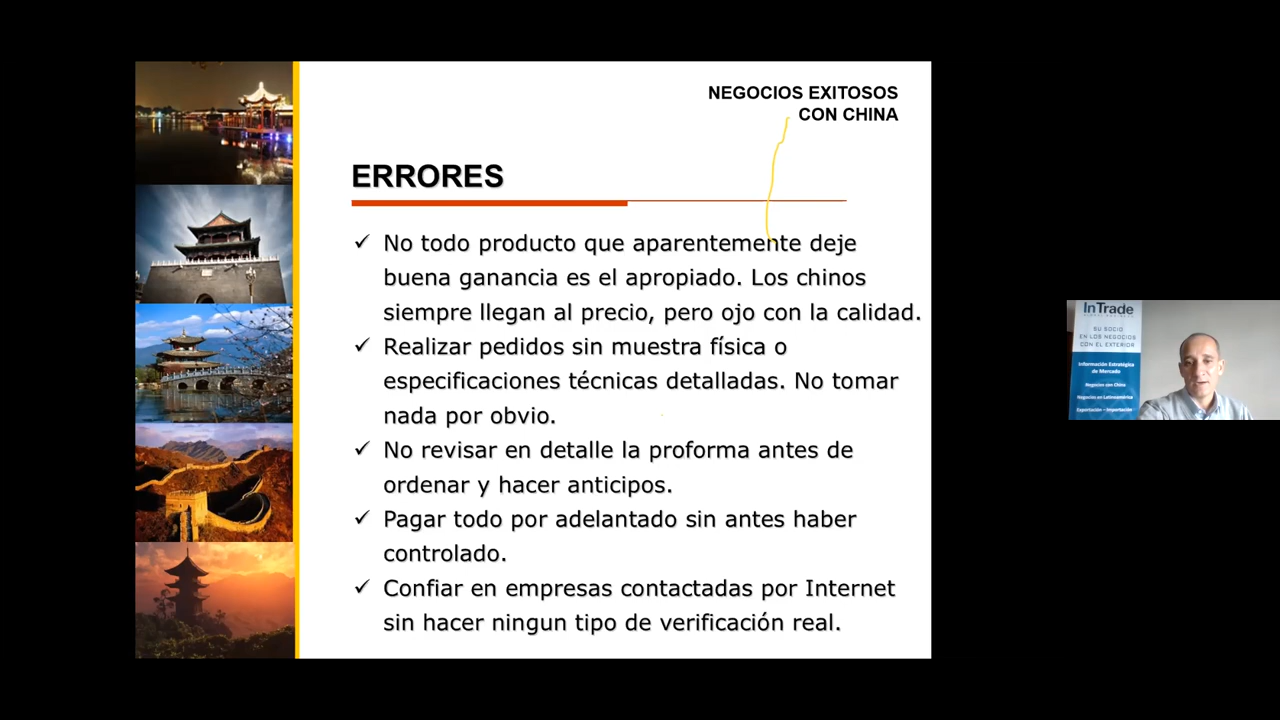 NEGOCIOS EXITOSOS
CON CHINA
ERRORES
✓ No todo producto que aparentemente deje
buena ganancia es el apropiado. Los chinos
siempre llegan al precio, pero ojo con la calidad.
✓ Realizar pedidos sin muestra física o
especificaciones técnicas detalladas. No tomar
nada por obvio.
✓ No revisar en detalle la proforma antes de
ordenar y hacer anticipos.
✓ Pagar todo por adelantado sin antes haber
controlado.
✓ Confiar en empresas contactadas por Internet
sin hacer ningun tipo de verificación real.
InTrade
SU SOCIO
EN LOS NEGOCIOS
CON EL EXTERIOR
Información Estratégica
de Mercado
Negocios con China
Negocios en Latinoamérica
Exportación - Importación